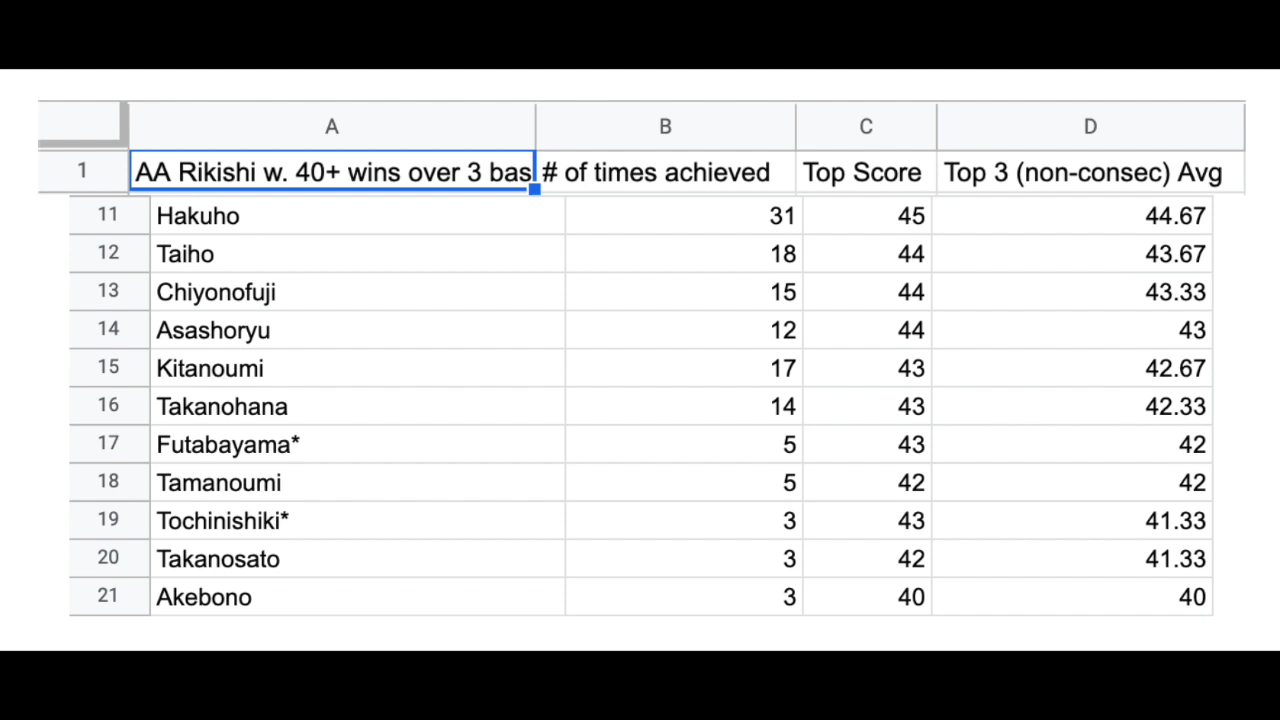 A B C D
1 AA Rikishi w. 40+ wins over 3 bas # of times achieved Top Score Top 3 (non-consec) Avg
11 Hakuho 31 45 44.67
12 Taiho 18 44 43.67
13 Chiyonofuji 15 44 43.33
14 Asashoryu 12 44 43
15 Kitanoumi 17 43 42.67
16 Takanohana 14 43 42.33
17 Futabayama* 5 43 42
18 Tamanoumi 5 42 42
19 Tochinishiki* 3 43 41.33
20 Takanosato 3 42 41.33
21 Akebono 3 40 40